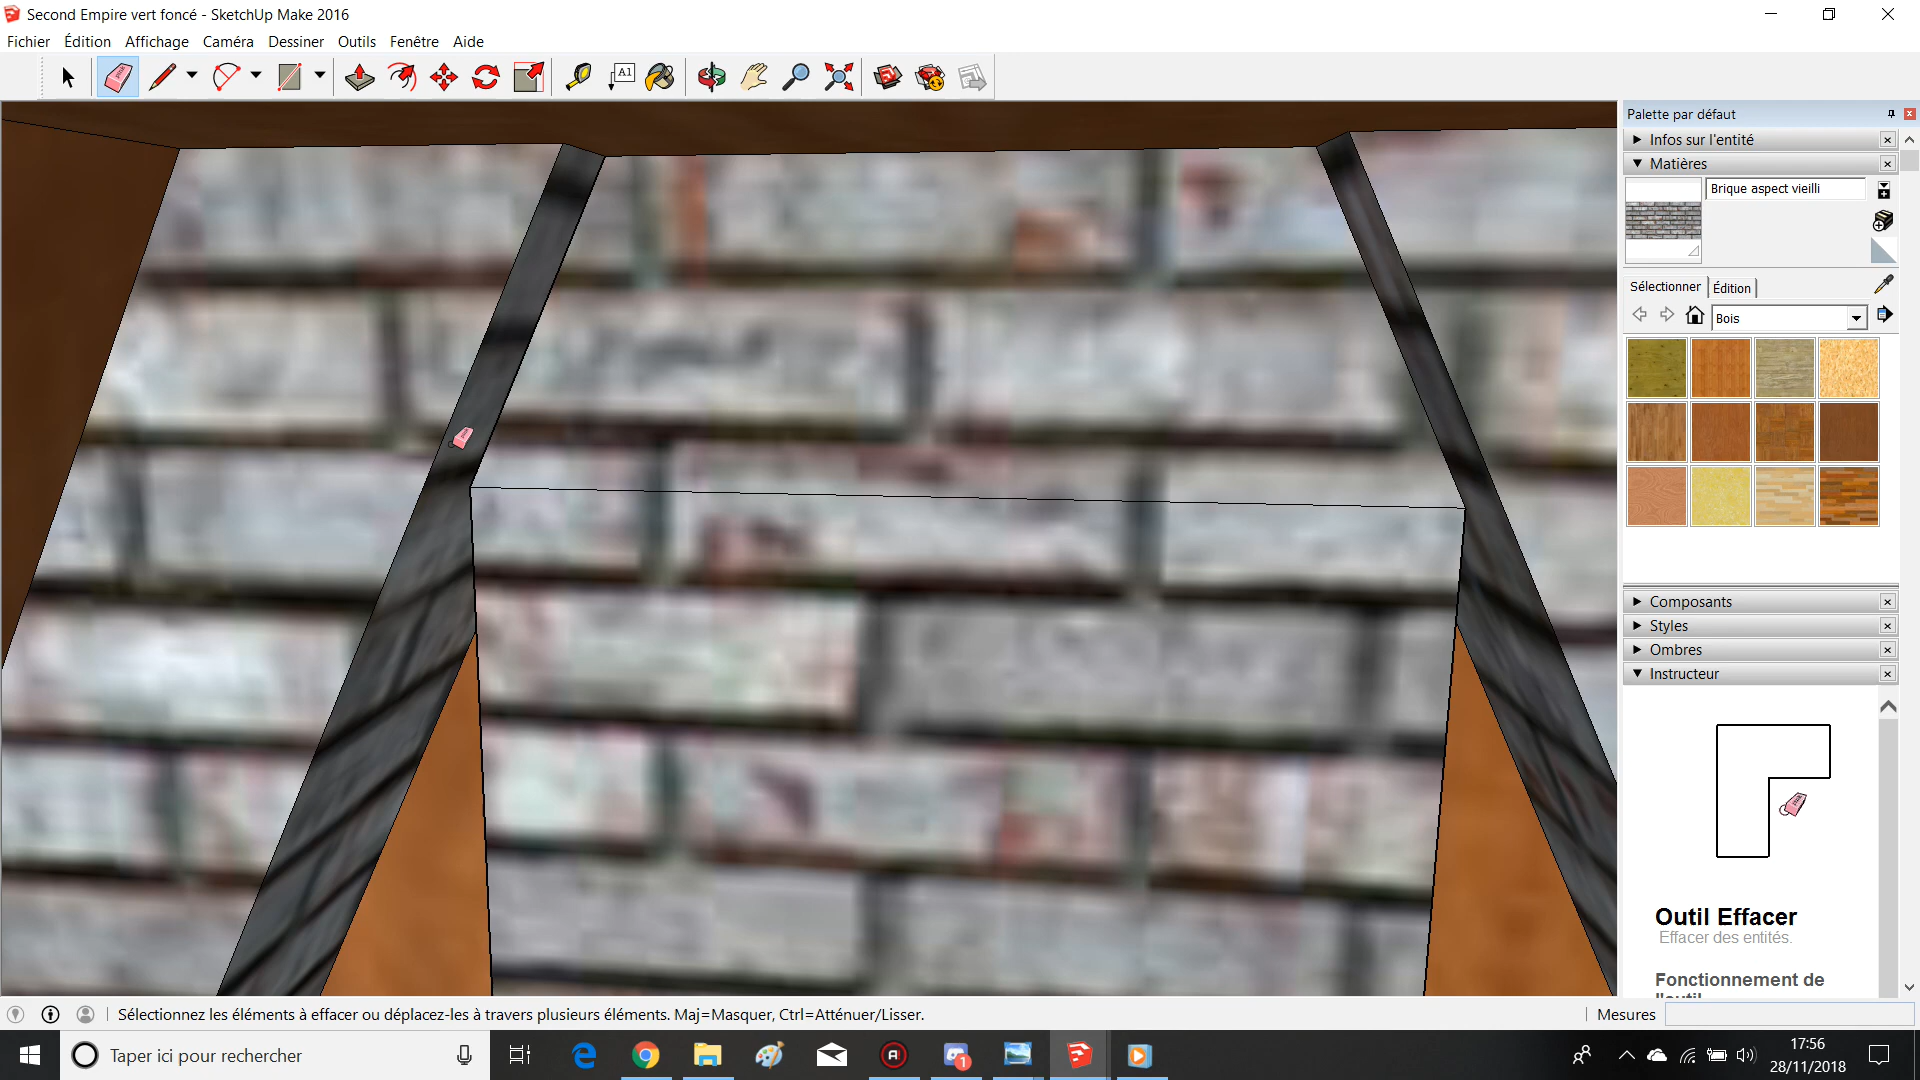 Second Empire vert foncé - SketchUp Make 2016
Fichier Édition Affichage Caméra Dessiner Outils Fenêtre Aide
A1
Palette par défaut
Infos sur l'entité
Matières
Brique aspect vieilli
Sélectionner Édition
Bois
Composants
Styles
Ombres
Instructeur
Outil Effacer
Effacer des entités.
Fonctionnement de
l'outil
Sélectionnez les éléments à effacer ou déplacez-les à travers plusieurs éléments. Maj=Masquer, Ctrl=Atténuer/Lisser.
Mesures
Taper ici pour rechercher
1
17:56
28/11/2018